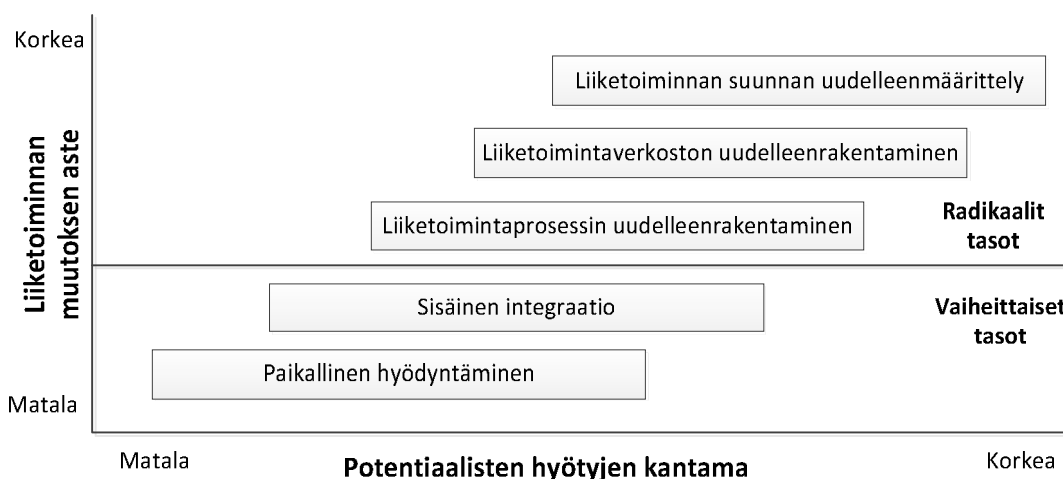 Korkea
Liiketoiminnan suunnan uudelleenmäärittely
Liiketoimintaverkoston uudelleenrakentaminen
Liiketoimintaprosessin uudelleenrakentaminen
Radikaalit
tasot
Liiketoiminnan
muutoksen aste
Sisäinen integraatio
Vaiheittaiset
tasot
Paikallinen hyödyntäminen
Matala
Matala
Potentiaalisten hyötyjen kantama
Korkea